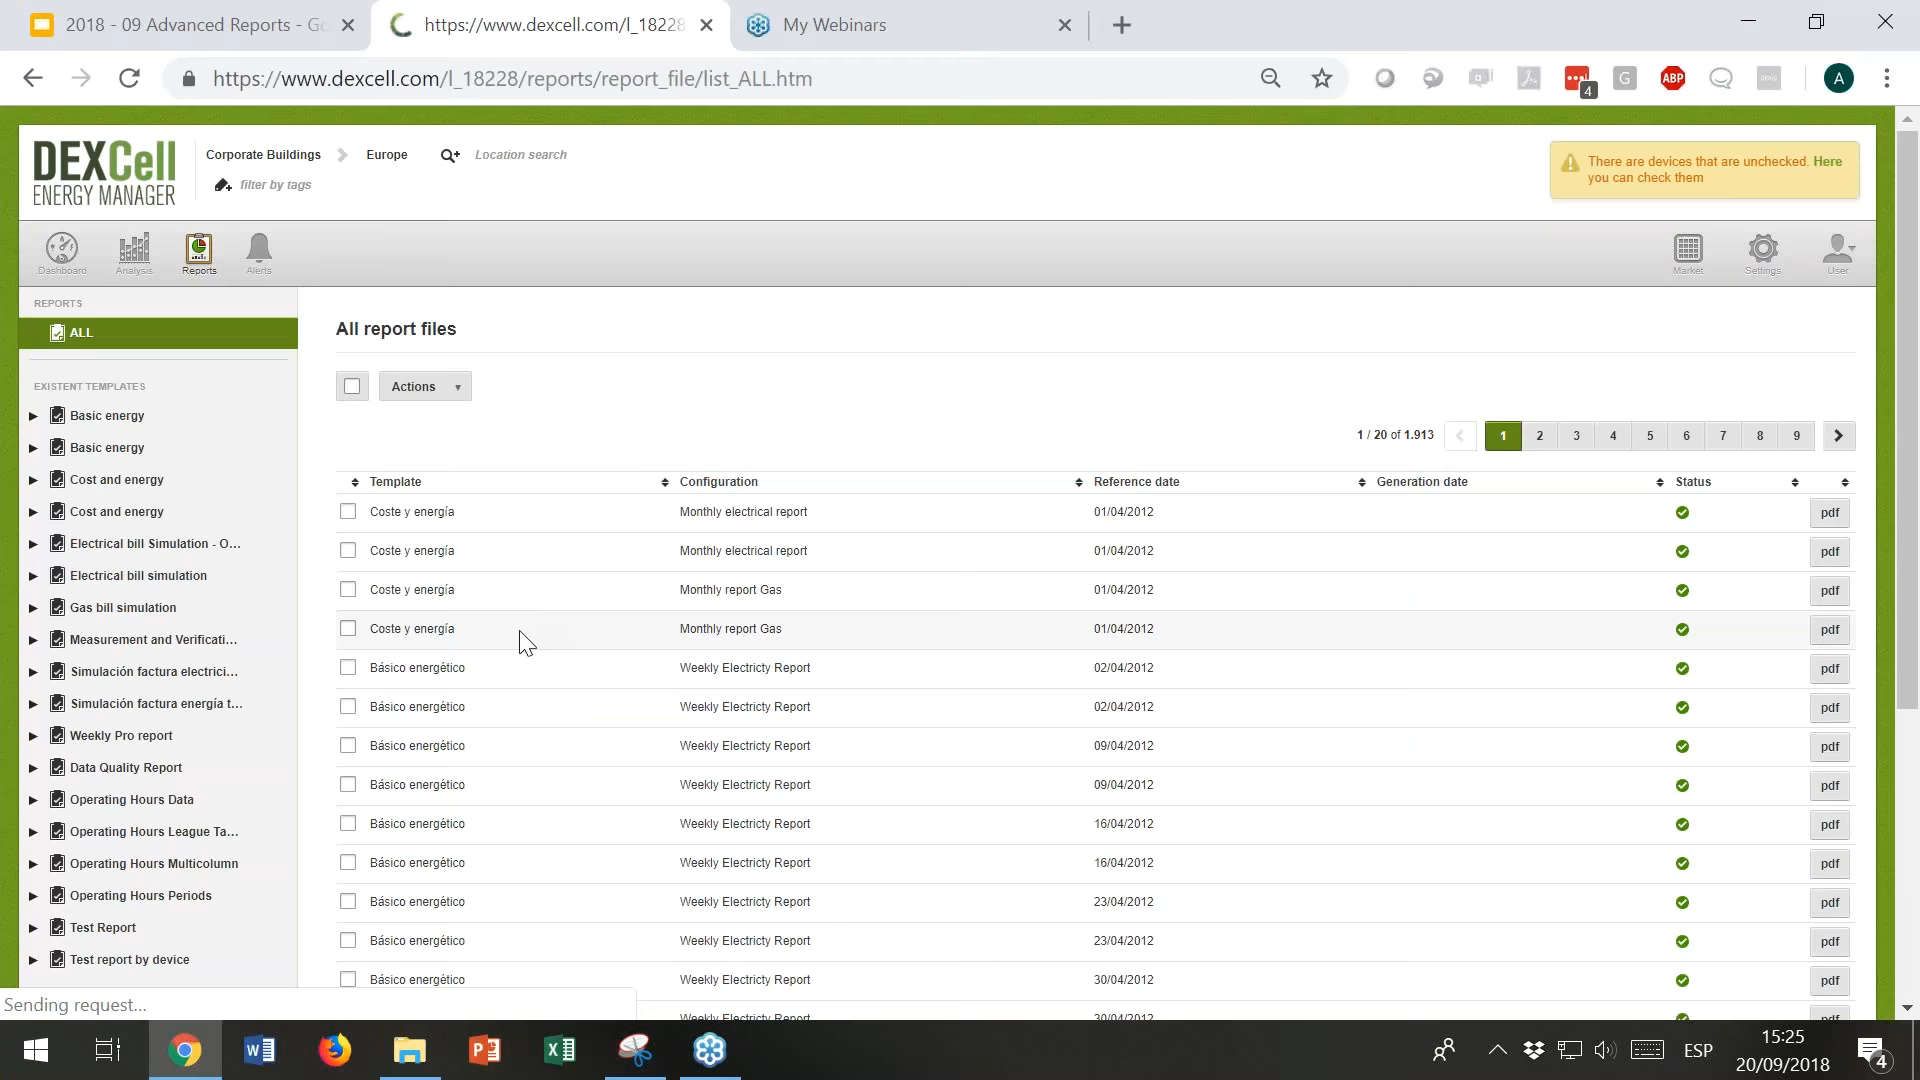 2018 - 09 Advanced Reports - Go
https://www.dexcell.com/l_18228
My Webinars
https://www.dexcell.com/l_18228/reports/report_file/list_ALL.htm
4
G
ABP
A
DEXCell
ENERGY MANAGER
Corporate Buildings
Europe
Location search
filter by tags
There are devices that are unchecked. Here
you can check them
Dashboard
Analysis
Reports
Alerts
Market
Settings
User
REPORTS
ALL
EXISTENT TEMPLATES
Basic energy
Basic energy
Cost and energy
Cost and energy
Electrical bill Simulation - O...
Electrical bill simulation
Gas bill simulation
Measurement and Verificati...
Simulación factura electrici...
Simulación factura energía t...
Weekly Pro report
Data Quality Report
Operating Hours Data
Operating Hours League Ta...
Operating Hours Multicolumn
Operating Hours Periods
Test Report
Test report by device
All report files
Actions
1 / 20 of 1.913
1 2 3 4 5 6 7 8 9
Template Configuration Reference date Generation date Status
Coste y energía Monthly electrical report 01/04/2012 pdf
Coste y energía Monthly electrical report 01/04/2012 pdf
Coste y energía Monthly report Gas 01/04/2012 pdf
Coste y energía Monthly report Gas 01/04/2012 pdf
Básico energético Weekly Electricty Report 02/04/2012 pdf
Básico energético Weekly Electricty Report 02/04/2012 pdf
Básico energético Weekly Electricty Report 09/04/2012 pdf
Básico energético Weekly Electricty Report 09/04/2012 pdf
Básico energético Weekly Electricty Report 16/04/2012 pdf
Básico energético Weekly Electricty Report 16/04/2012 pdf
Básico energético Weekly Electricty Report 23/04/2012 pdf
Básico energético Weekly Electricty Report 23/04/2012 pdf
Básico energético Weekly Electricty Report 30/04/2012 pdf
Weekly Electricty Report 30/04/2012 pdf
Sending request...
ESP
15:25
20/09/2018
4